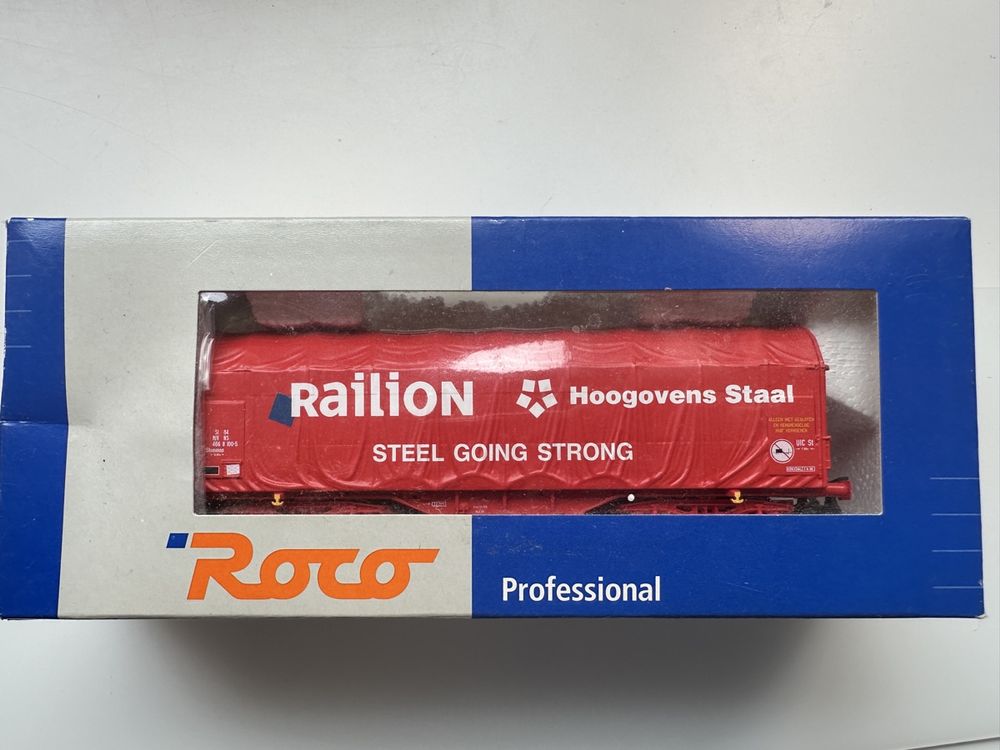 RAILION
Hoogovens Staal
STEEL GOING STRONG
UIC St
Roco
Professional